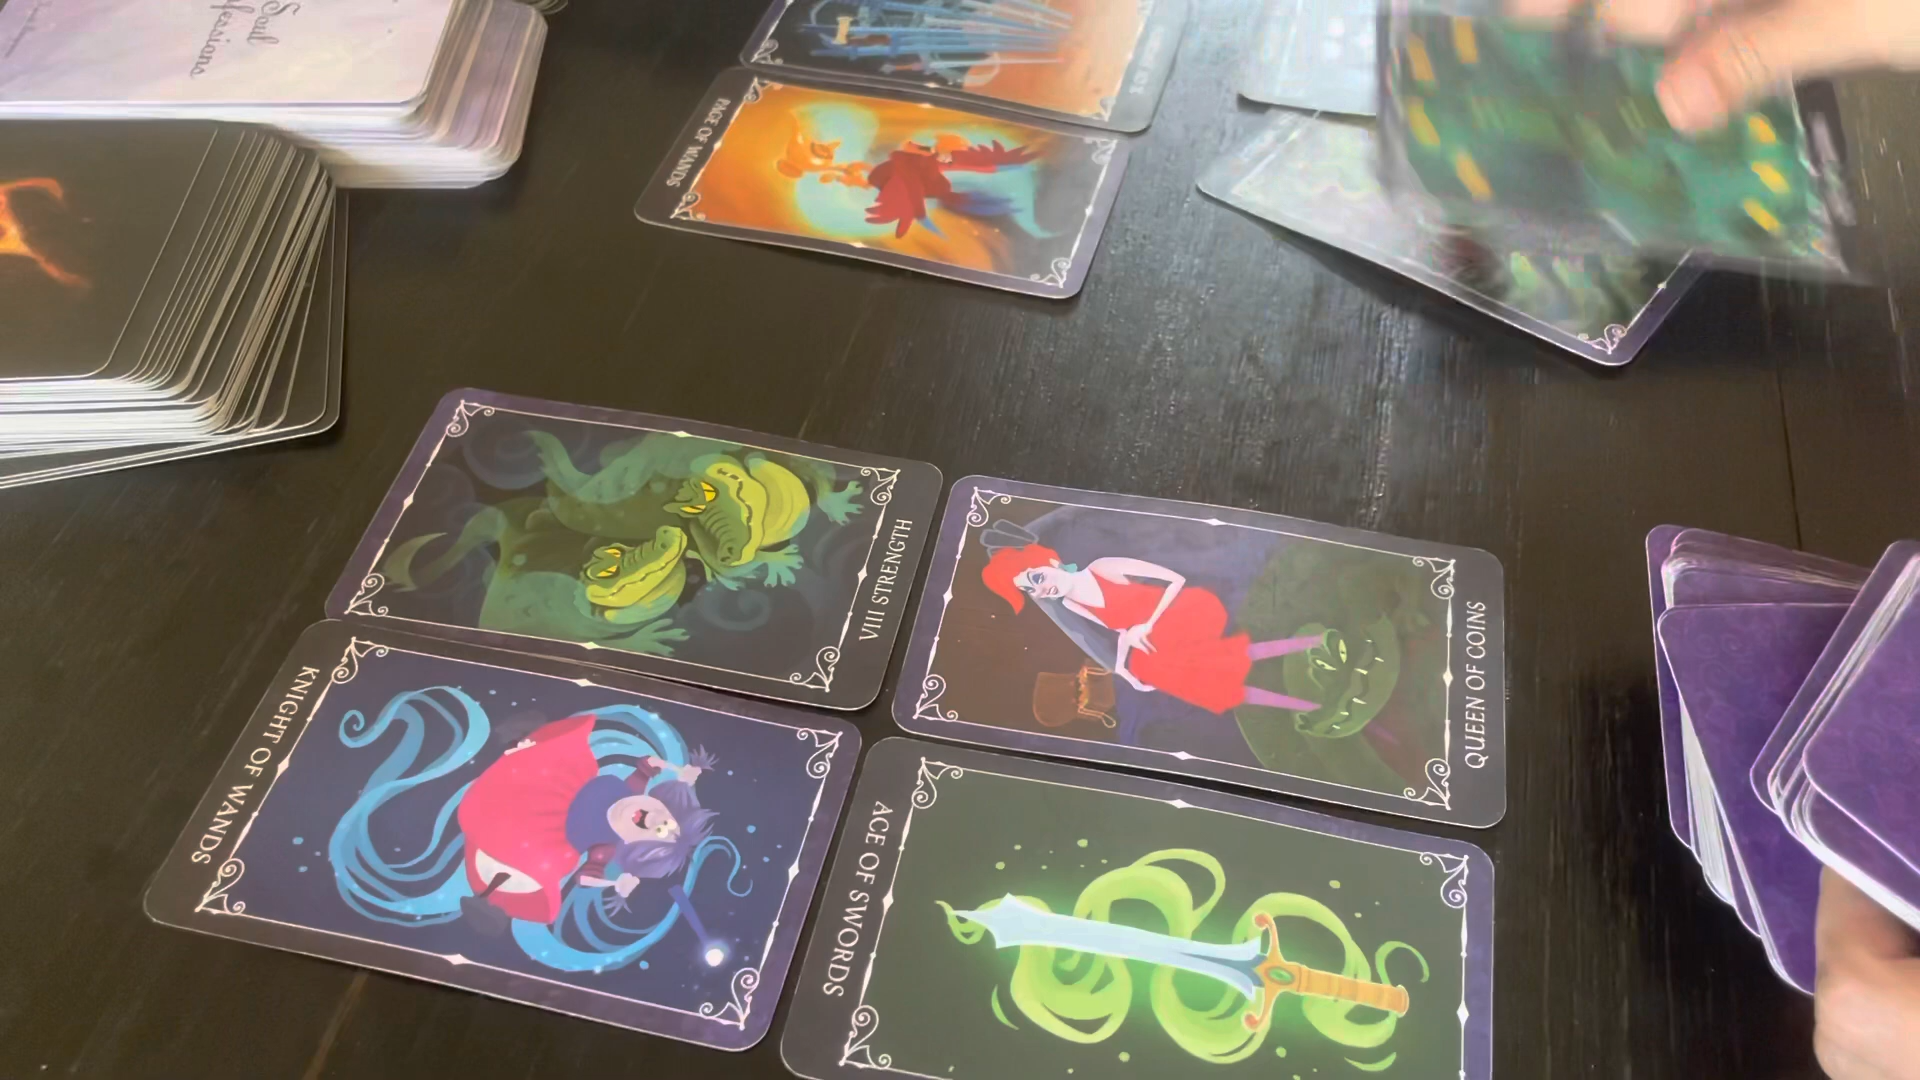 Soul
PAGE OF WANDS
VIII STRENGTH
QUEEN OF COINS
KNIGHT OF WANDS
ACE OF SWORDS